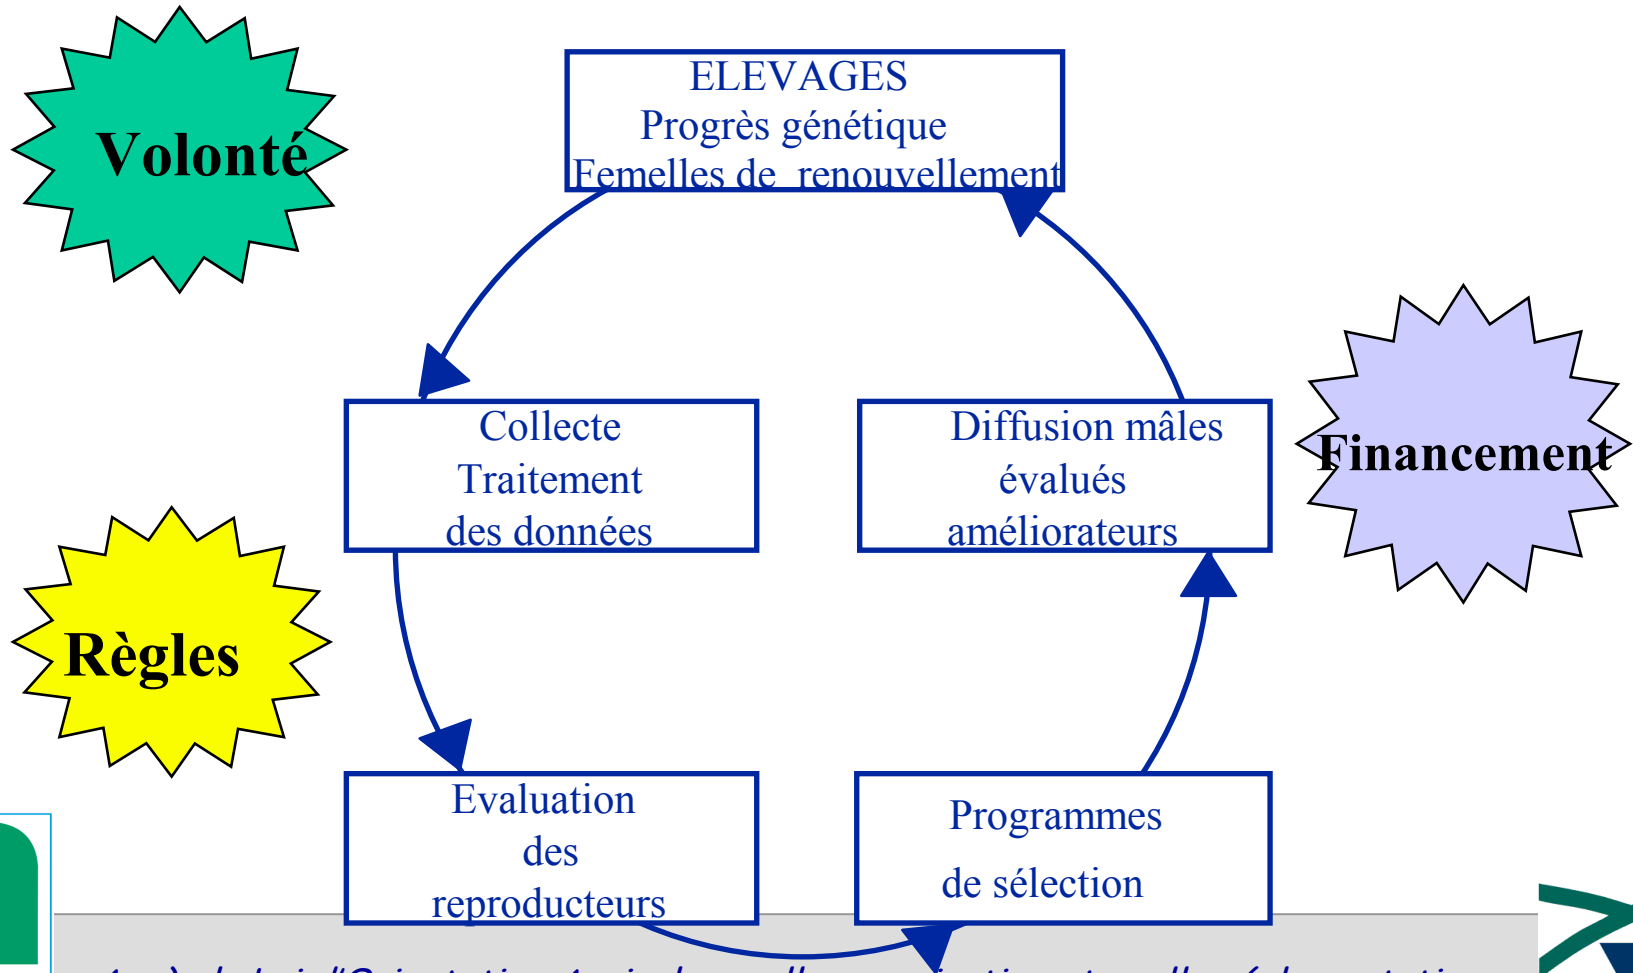 Volonté
ELEVAGES
Progrès génétique
Femelles de renouvellement
Collecte
Traitement
des données
Diffusion mâles
évalués
améliorateurs
Financement
Règles
Evaluation
des
reproducteurs
Programmes
de sélection